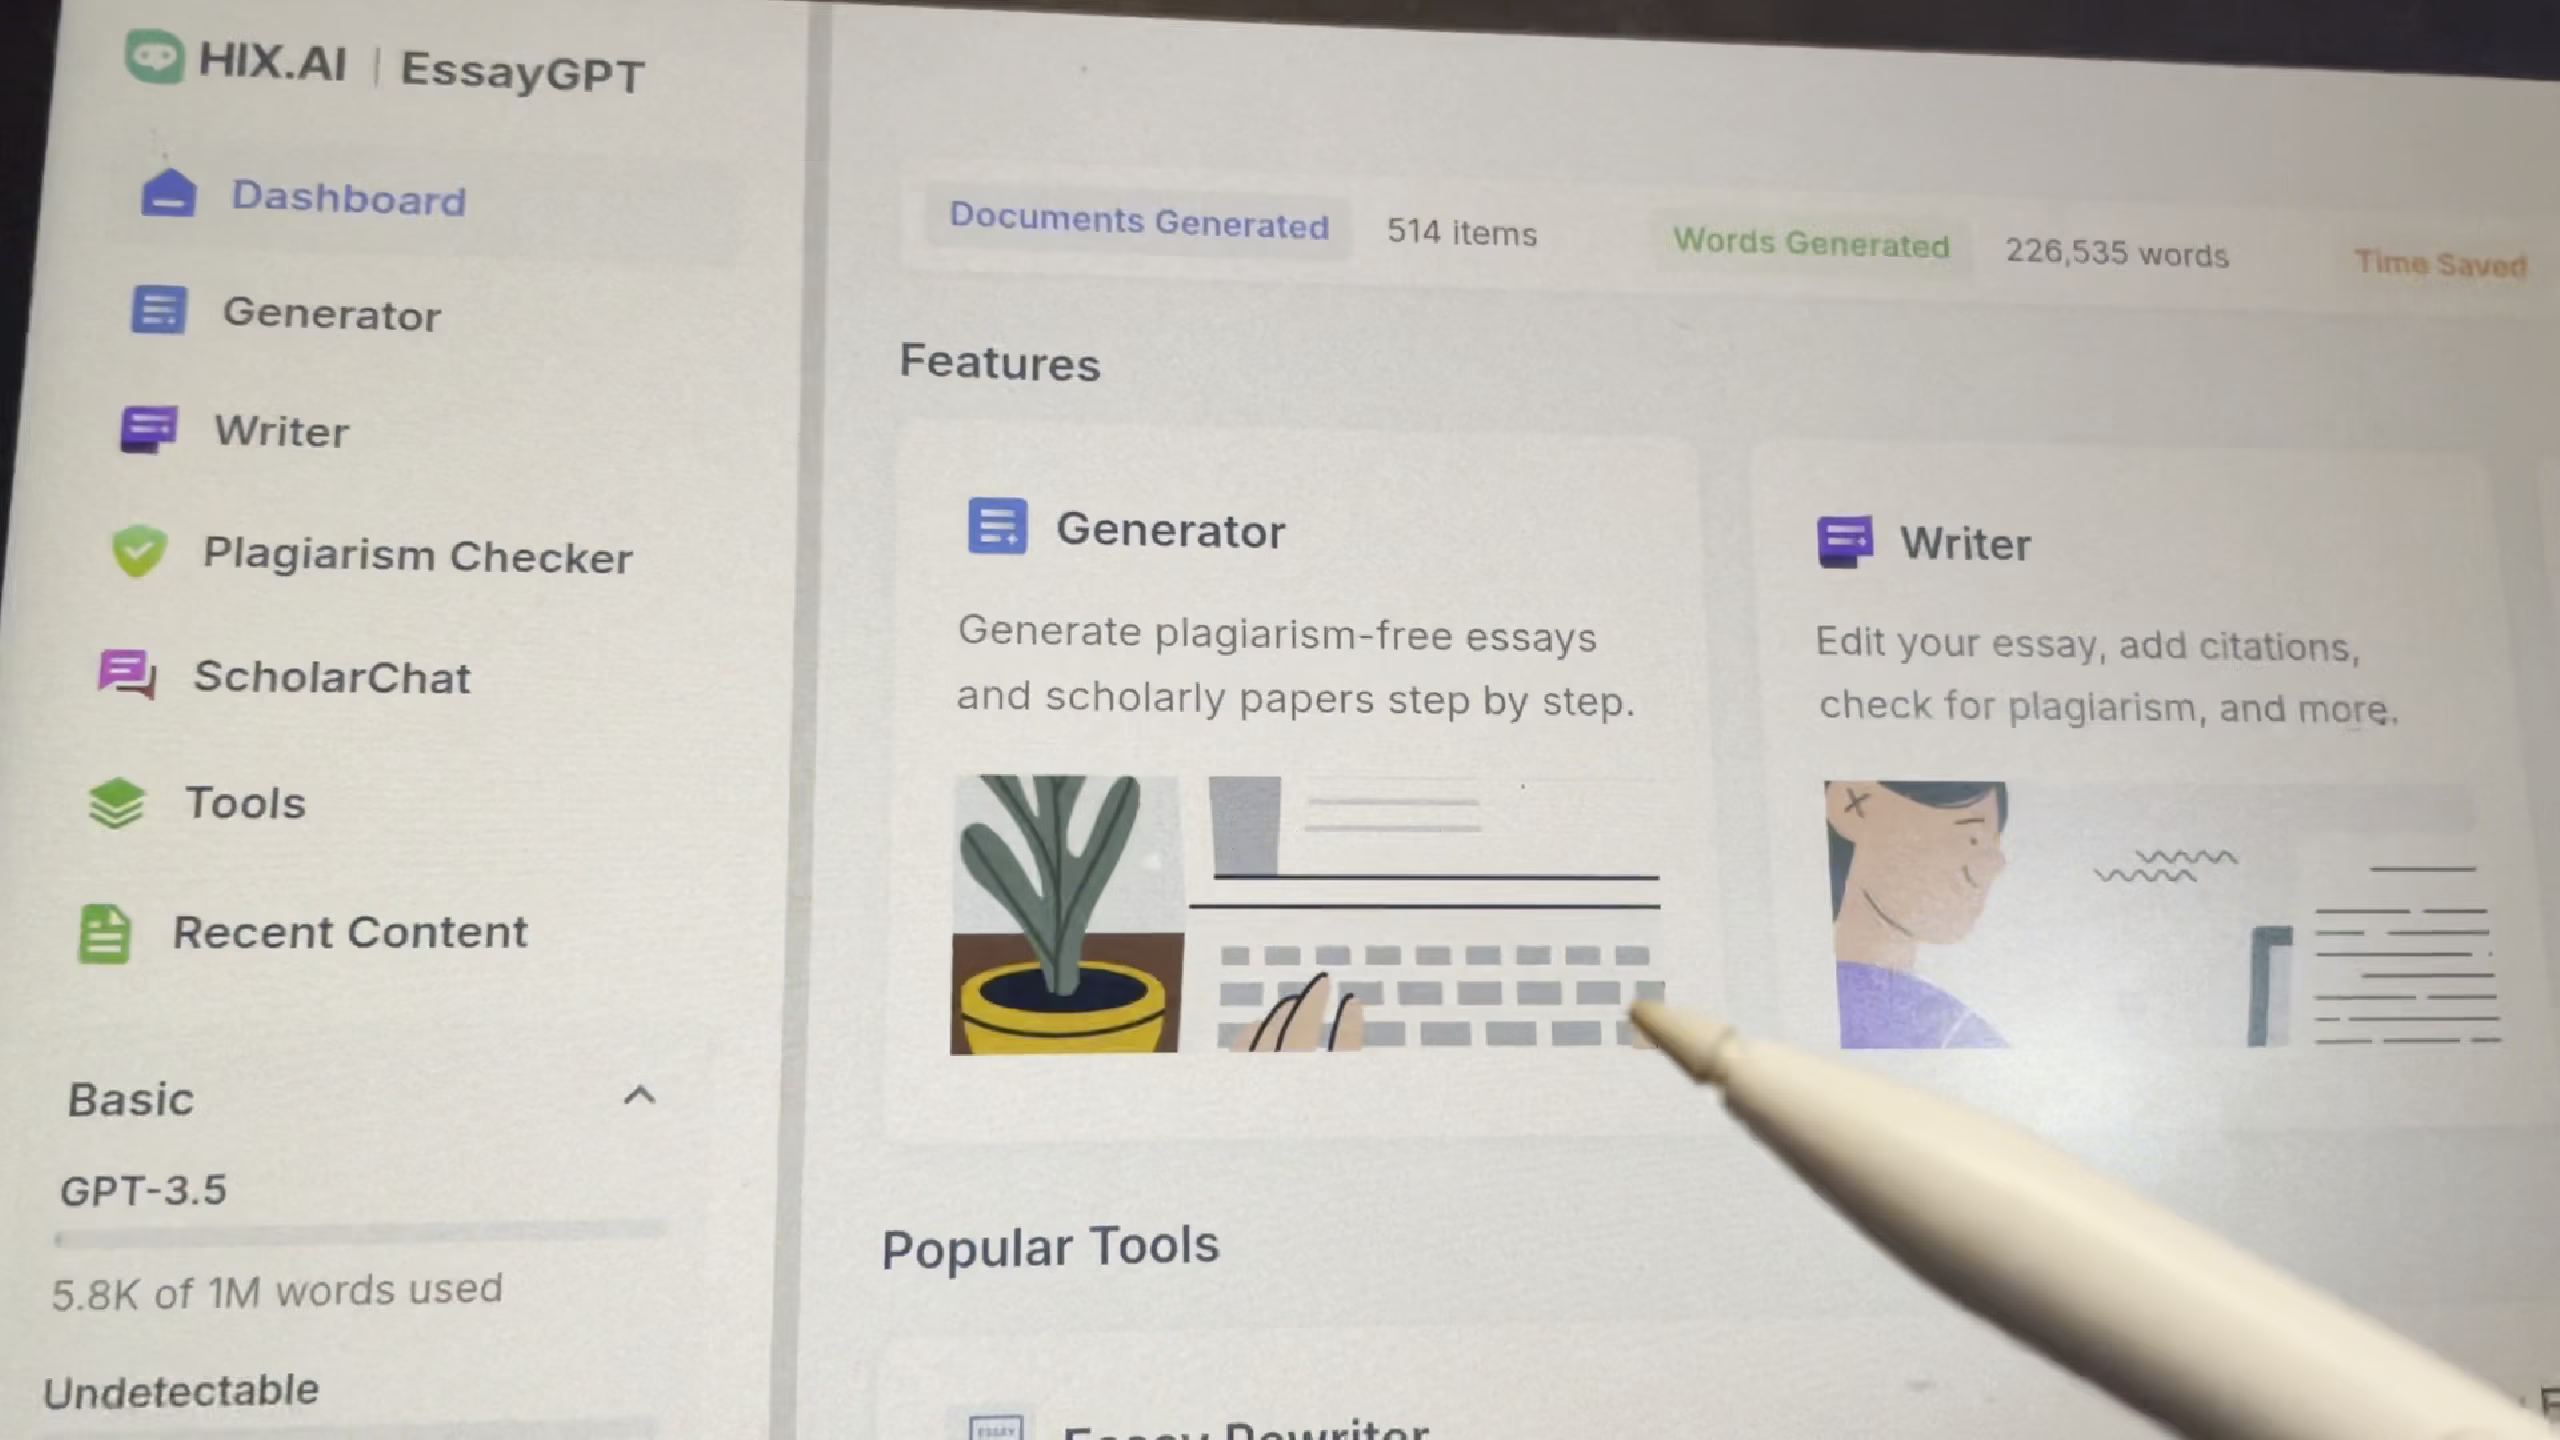 HIX.AI | EssayGPT
Dashboard
Generator
Writer
Plagiarism Checker
ScholarChat
Tools
Recent Content
Basic
GPT-3.5
5.8K of 1M words used
Undetectable
Documents Generated 514 items Words Generated 226,535 words Time Saved
Features
Generator
Generate plagiarism-free essays
and scholarly papers step by step.
Writer
Edit your essay, add citations,
check for plagiarism, and more.
Popular Tools
Essay Rewriter